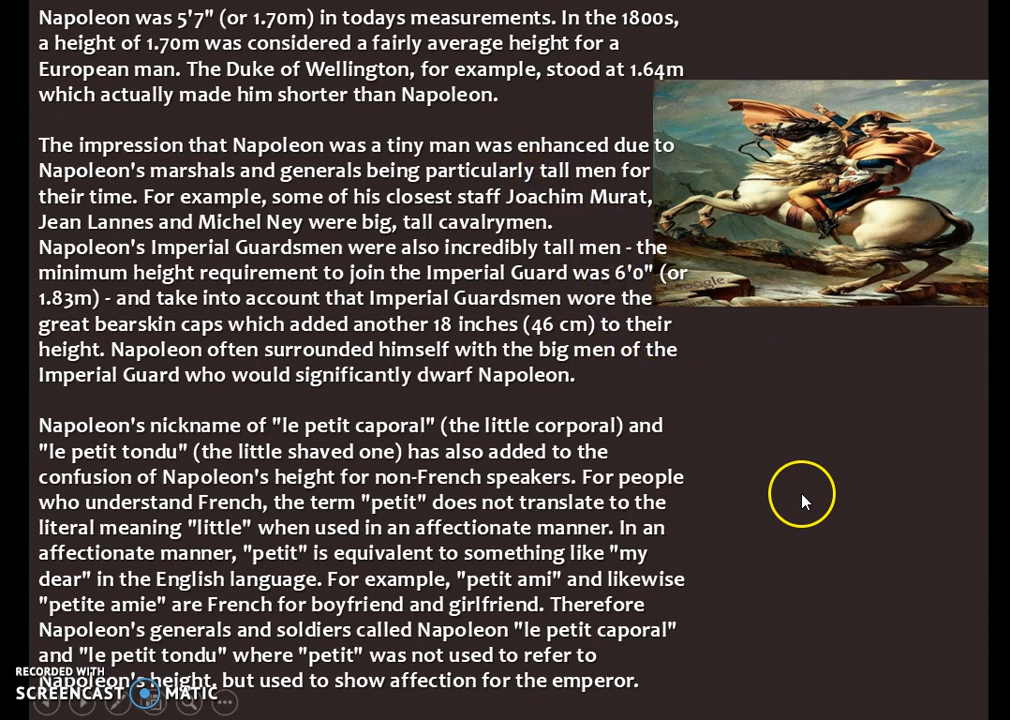 Napoleon was 5'7" (or 1.70m) in todays measurements. In the 1800s,
a height of 1.70m was considered a fairly average height for a
European man. The Duke of Wellington, for example, stood at 1.64m
which actually made him shorter than Napoleon.
The impression that Napoleon was a tiny man was enhanced due to
Napoleon's marshals and generals being particularly tall men for
their time. For example, some of his closest staff Joachim Murat,
Jean Lannes and Michel Ney were big, tall cavalrymen.
Napoleon's Imperial Guardsmen were also incredibly tall men - the
minimum height requirement to join the Imperial Guard was 6'0" (or
1.83m) - and take into account that Imperial Guardsmen wore the
great bearskin caps which added another 18 inches (46 cm) to their
height. Napoleon often surrounded himself with the big men of the
Imperial Guard who would significantly dwarf Napoleon.
Napoleon's nickname of "le petit caporal" (the little corporal) and
"le petit tondu" (the little shaved one) has also added to the
confusion of Napoleon's height for non-French speakers. For people
who understand French, the term "petit" does not translate to the
literal meaning "little" when used in an affectionate manner. In an
affectionate manner, "petit" is equivalent to something like "my
dear" in the English language. For example, "petit ami" and likewise
"petite amie" are French for boyfriend and girlfriend. Therefore
Napoleon's generals and soldiers called Napoleon "le petit caporal"
and "le petit tondu" where "petit" was not used to refer to
Napoleon's height, but used to show affection for the emperor.
RECORDED WITH
SCREENCAST MATIC